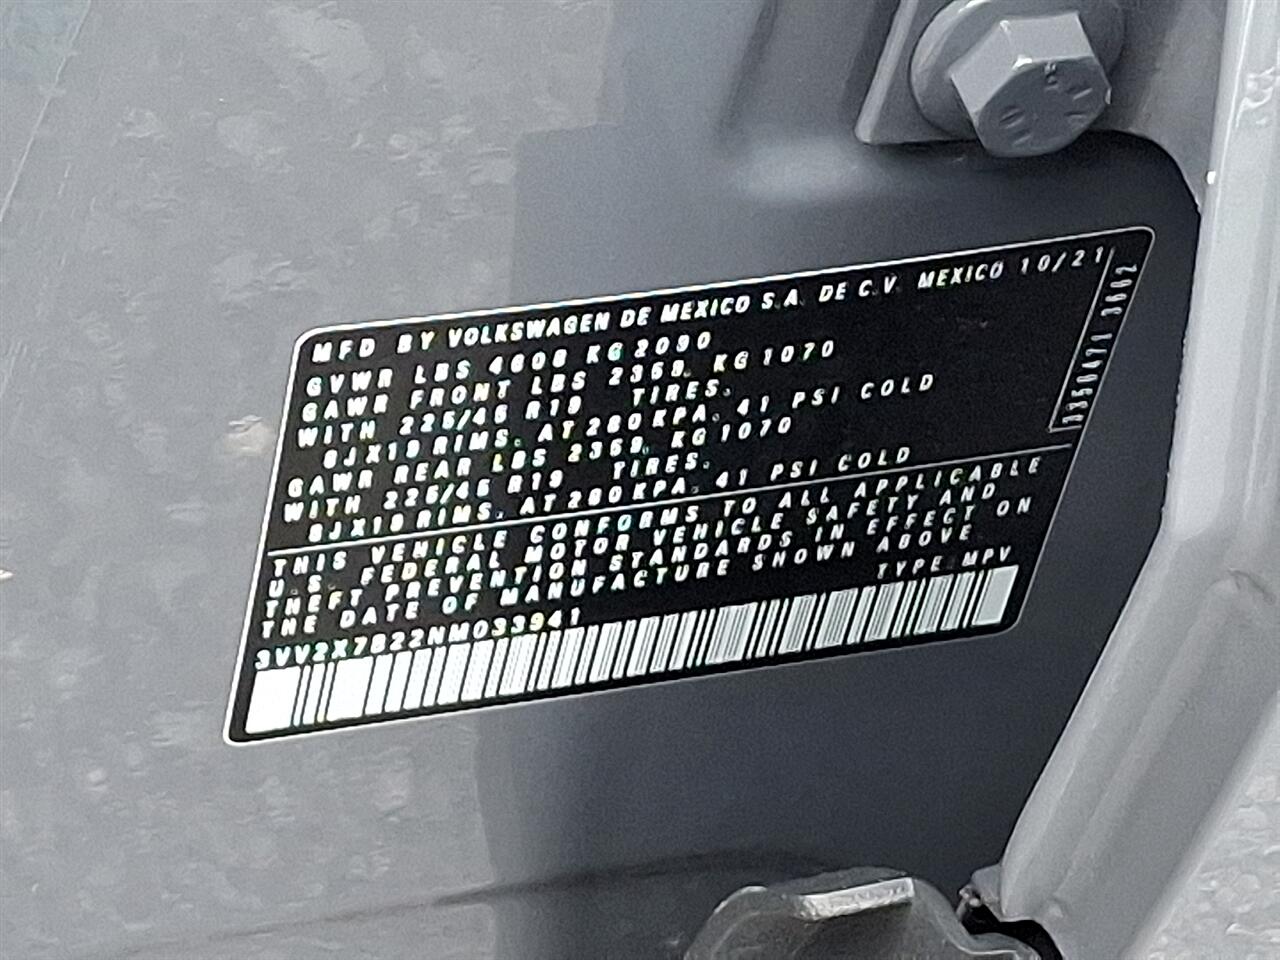 MFD BY VOLKSWAGEN DE MEXICO S.A. DE C.V. MEXICO 10/21
GVWR LBS 4608 KG 2090
GAWR FRONT LBS 2359, KG 1070
WITH 225/45 R19 TIRES,
8JX19 RIMS, AT 280 KPA, 41 PSI COLD
GAWR REAR LBS 2359, KG 1070
WITH 225/45 R19 TIRES,
8JX19 RIMS, AT 280 KPA, 41 PSI COLD
THIS VEHICLE CONFORMS TO ALL APPLICABLE
U.S. FEDERAL MOTOR VEHICLE SAFETY AND
THEFT PREVENTION STANDARDS IN EFFECT ON
THE DATE OF MANUFACTURE SHOWN ABOVE
TYPE MPV
3VV2X7B22NM033941